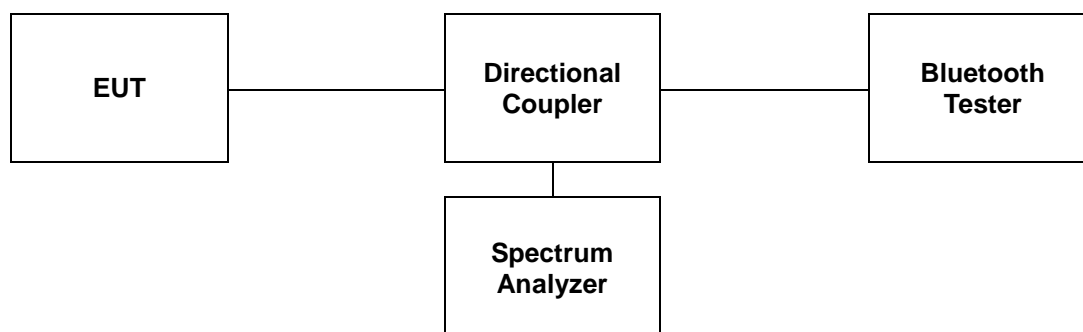 EUT
Directional
Coupler
Bluetooth
Tester
Spectrum
Analyzer